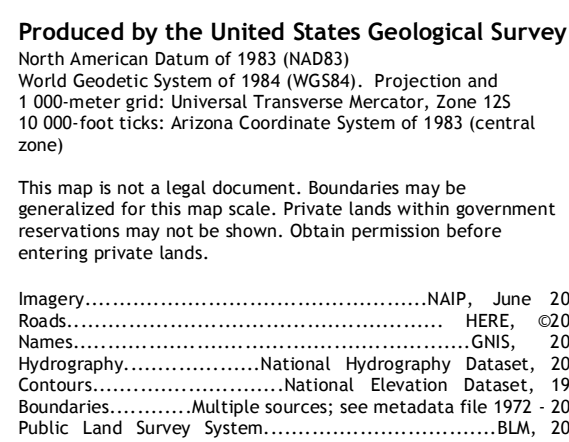 Produced by the United States Geological Survey
North American Datum of 1983 (NAD83)
World Geodetic System of 1984 (WGS84). Projection and
1 000-meter grid: Universal Transverse Mercator, Zone 12S
10 000-foot ticks: Arizona Coordinate System of 1983 (central
zone)
This map is not a legal document. Boundaries may be
generalized for this map scale. Private lands within government
reservations may not be shown. Obtain permission before
entering private lands.
Imagery.................................................NAIP, June 20
Roads...................................................... HERE, ©20
Names.........................................................GNIS, 20
Hydrography....................National Hydrography Dataset, 20
Contours............................National Elevation Dataset, 19
Boundaries............Multiple sources; see metadata file 1972 - 20
Public Land Survey System..................................BLM, 20